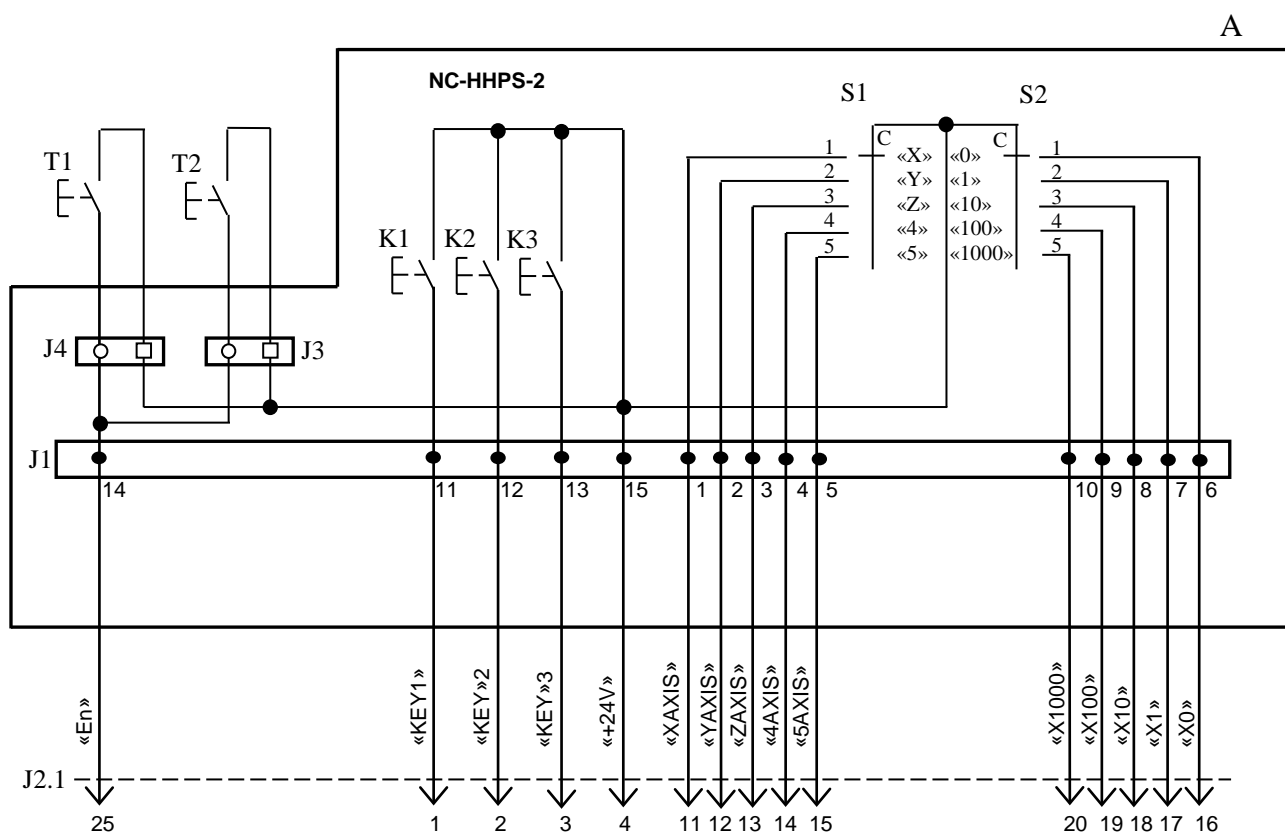 A
NC-HHPS-2
S1 S2
C C
1 «X» «0» 1
2 «Y» «1» 2
3 «Z» «10» 3
4 «4» «100» 4
5 «5» «1000» 5
T1 T2
K1 K2 K3
J4 J3
J1
14 11 12 13 15 1 2 3 4 5 10 9 8 7 6
«En» «KEY1» «KEY»2 «KEY»3 «+24V» «XAXIS» «YAXIS» «ZAXIS» «4AXIS» «5AXIS» «X1000» «X100» «X10» «X1» «X0»
J2.1
25 1 2 3 4 11 12 13 14 15 20 19 18 17 16